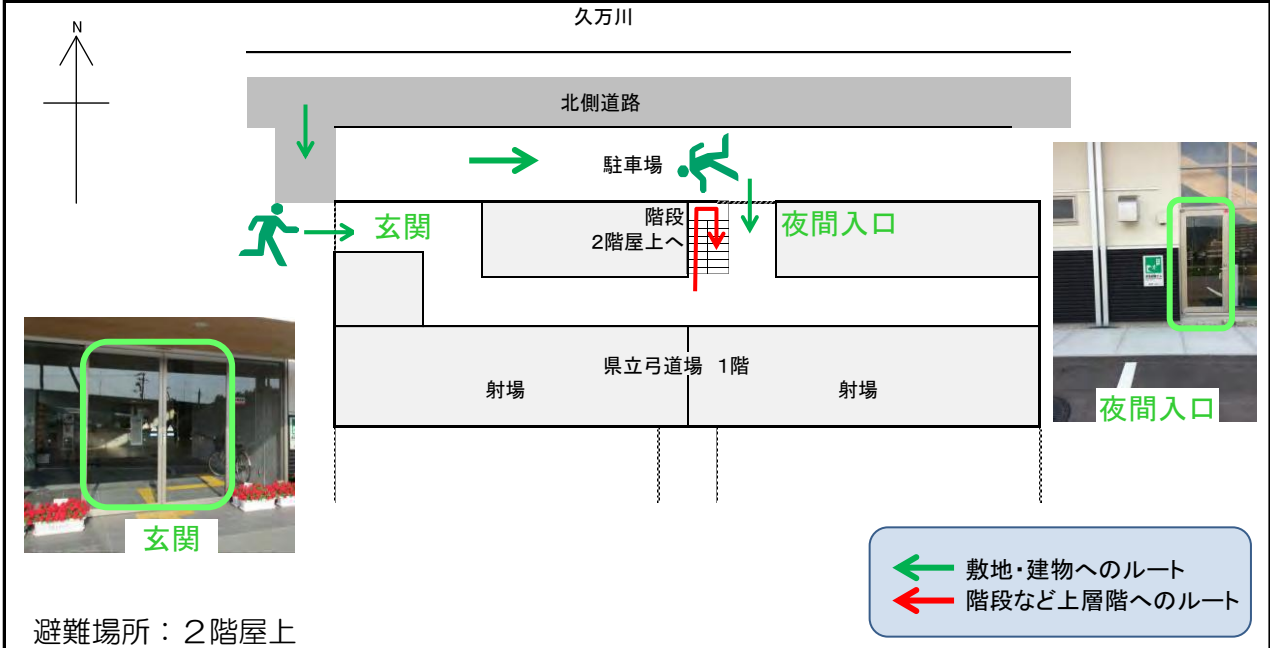 久万川
N
北側道路
駐車場
玄関
階段
2階屋上へ
夜間入口
県立弓道場 1階
射場
射場
夜間入口
玄関
敷地・建物へのルート
階段など上層階へのルート
避難場所：２階屋上